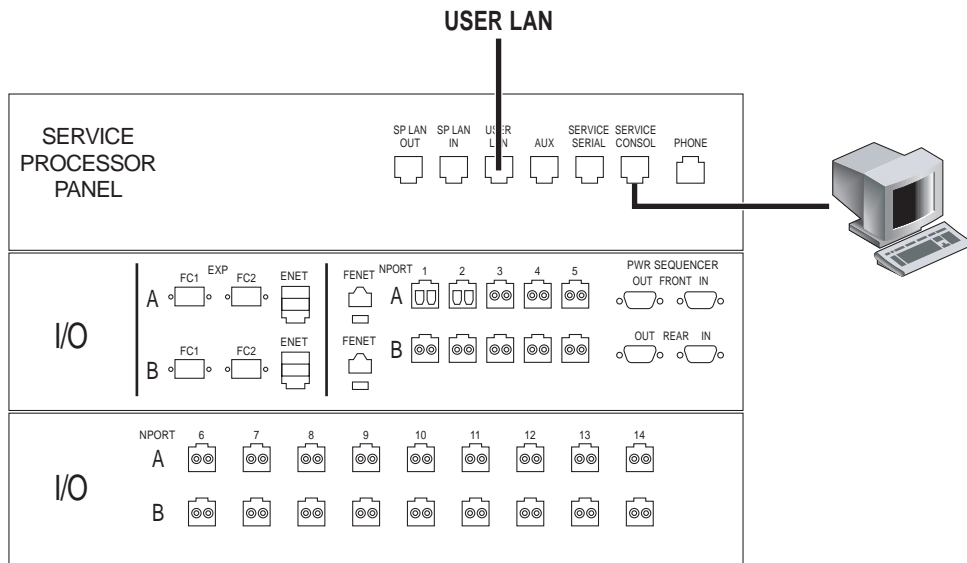 USER LAN
SERVICE
PROCESSOR
PANEL
SP LAN
OUT
SP LAN
IN
USER
LAN
AUX
SERVICE
SERIAL
SERVICE
CONSOL
PHONE
I/O
EXP
A
FC1
FC2
ENET
B
FC1
FC2
ENET
FENET
FENET
NPORT 1 2 3 4 5
A
B
PWR SEQUENCER
OUT FRONT IN
OUT REAR IN
I/O
NPORT 6 7 8 9 10 11 12 13 14
A
B